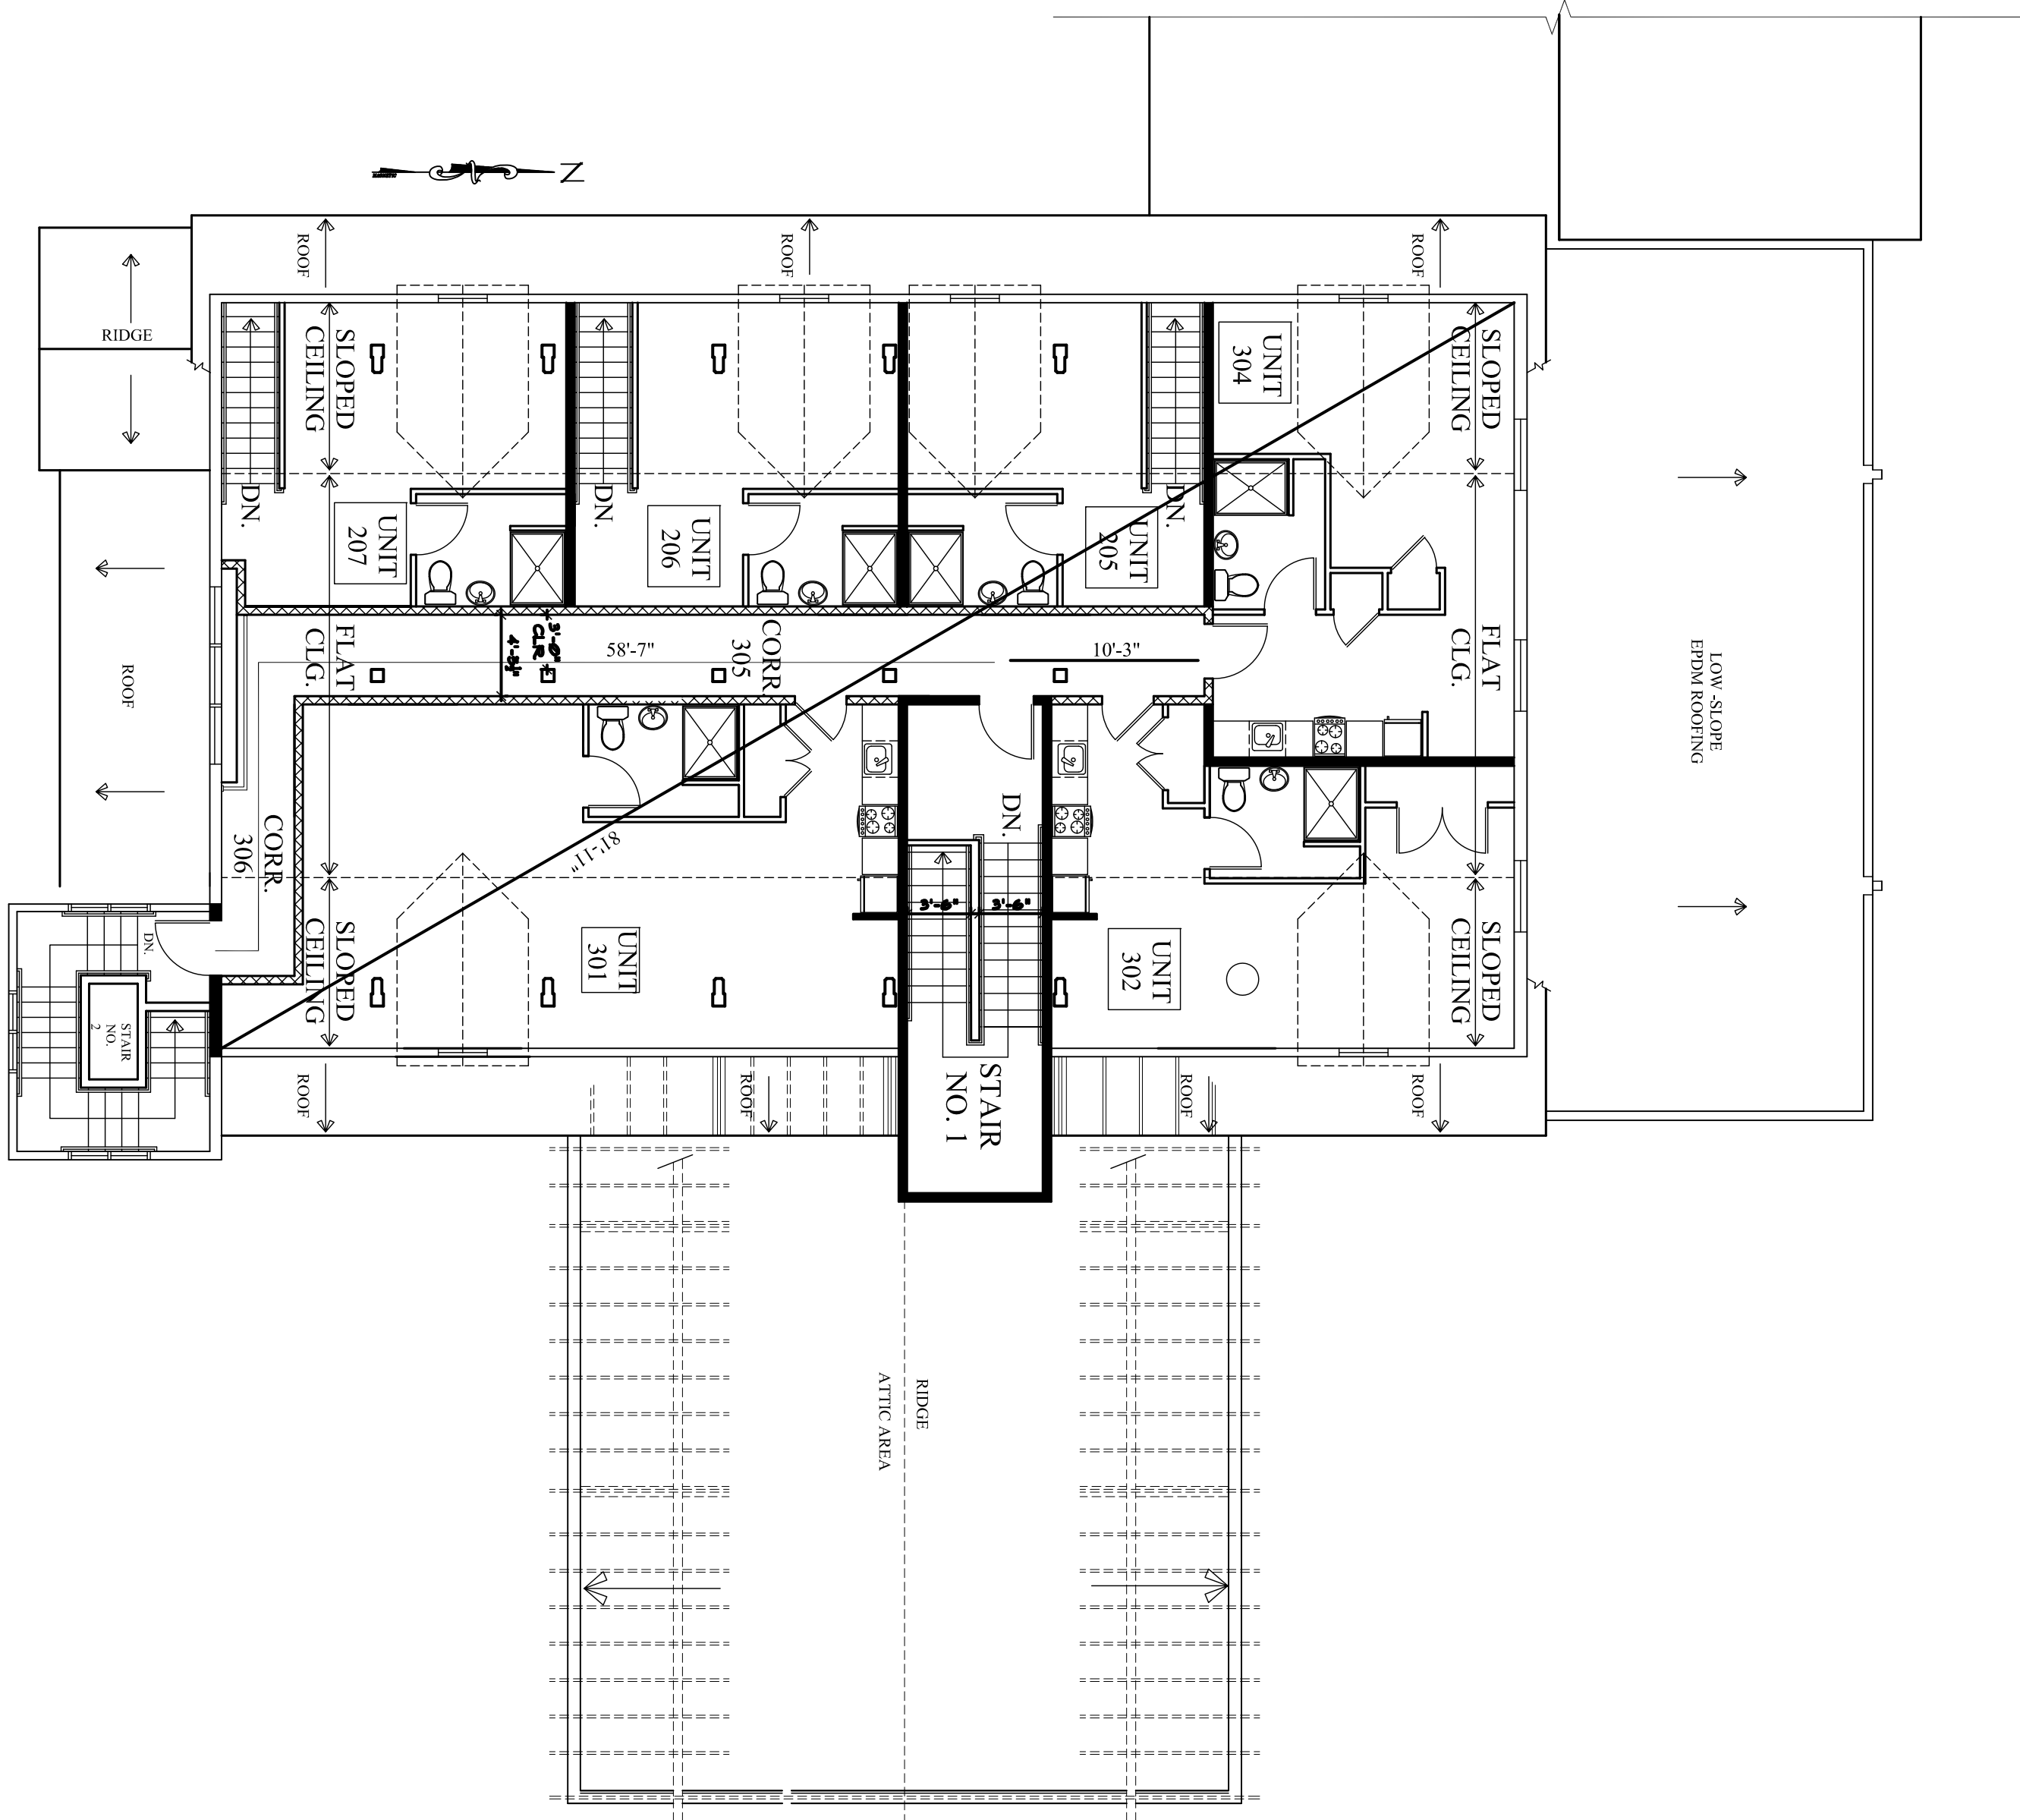 N
ROOF
ROOF
ROOF
RIDGE
SLOPED
CEILING
UNIT
304
SLOPED
CEILING
DN.
UNIT
207
DN.
UNIT
206
UNIT
205
DN.
FLAT
CLG.
3'-0"
CLR
58'-7"
CORR.
305
10'-3"
FLAT
CLG.
LOW -SLOPE
EPDM ROOFING
ROOF
CORR.
306
81'-11"
DN.
3'-6"
3'-6"
SLOPED
CEILING
UNIT
301
UNIT
302
SLOPED
CEILING
DN.
STAIR
NO.
2
ROOF
ROOF
STAIR
NO. 1
ROOF
ROOF
RIDGE
ATTIC AREA